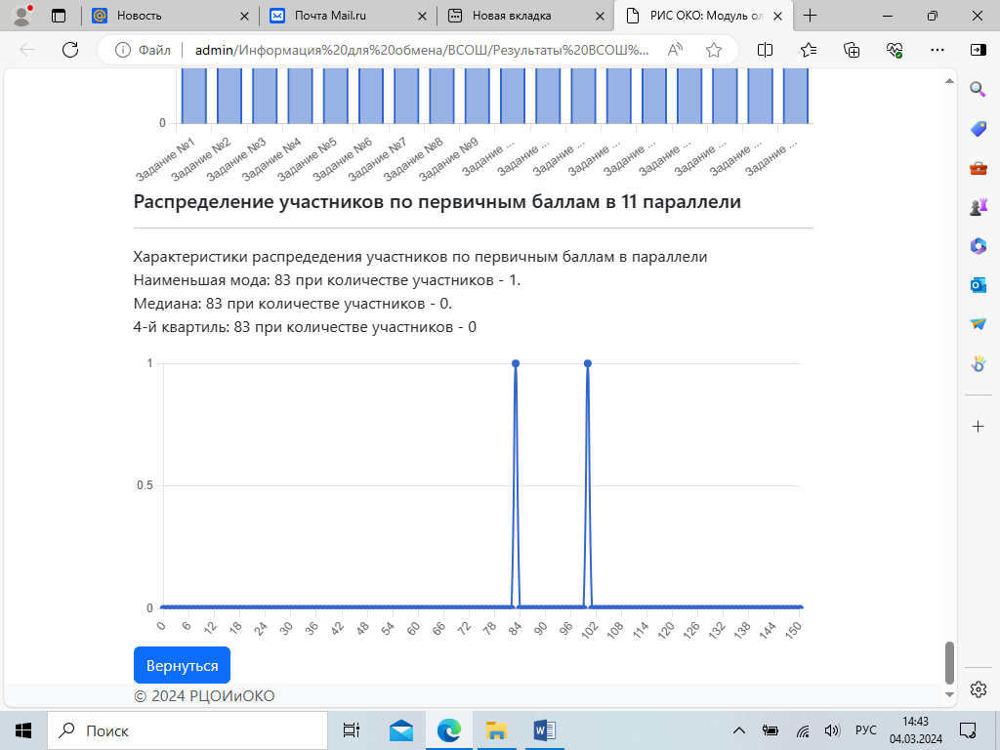 Новость
Почта Mail.ru
Новая вкладка
РИС ОКО: Модуль ол
Файл
admin/Информация%20для%20обмена/ВСОШ/Результаты%20ВСОШ%...
0
Задание №1
Задание №2
Задание №3
Задание №4
Задание №5
Задание №6
Задание №7
Задание №8
Задание №9
Задание ...
Задание ...
Задание ...
Задание ...
Задание ...
Задание ...
Задание ...
Задание ...
Задание ...
Распределение участников по первичным баллам в 11 параллели
Характеристики распредедения участников по первичным баллам в параллели
Наименьшая мода: 83 при количестве участников - 1.
Медиана: 83 при количестве участников - 0.
4-й квартиль: 83 при количестве участников - 0
1
0.5
0
0 6 12 18 24 30 36 42 48 54 60 66 72 78 84 90 96 102 108 114 120 126 132 138 144 150
Вернуться
© 2024 РЦОИиОКО
Поиск
РУС
14:43
04.03.2024